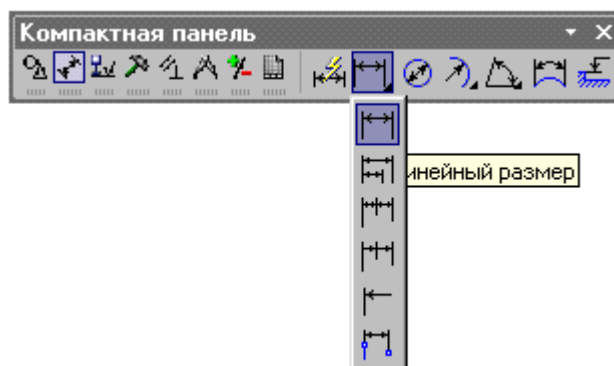 Компактная панель
инейный размер